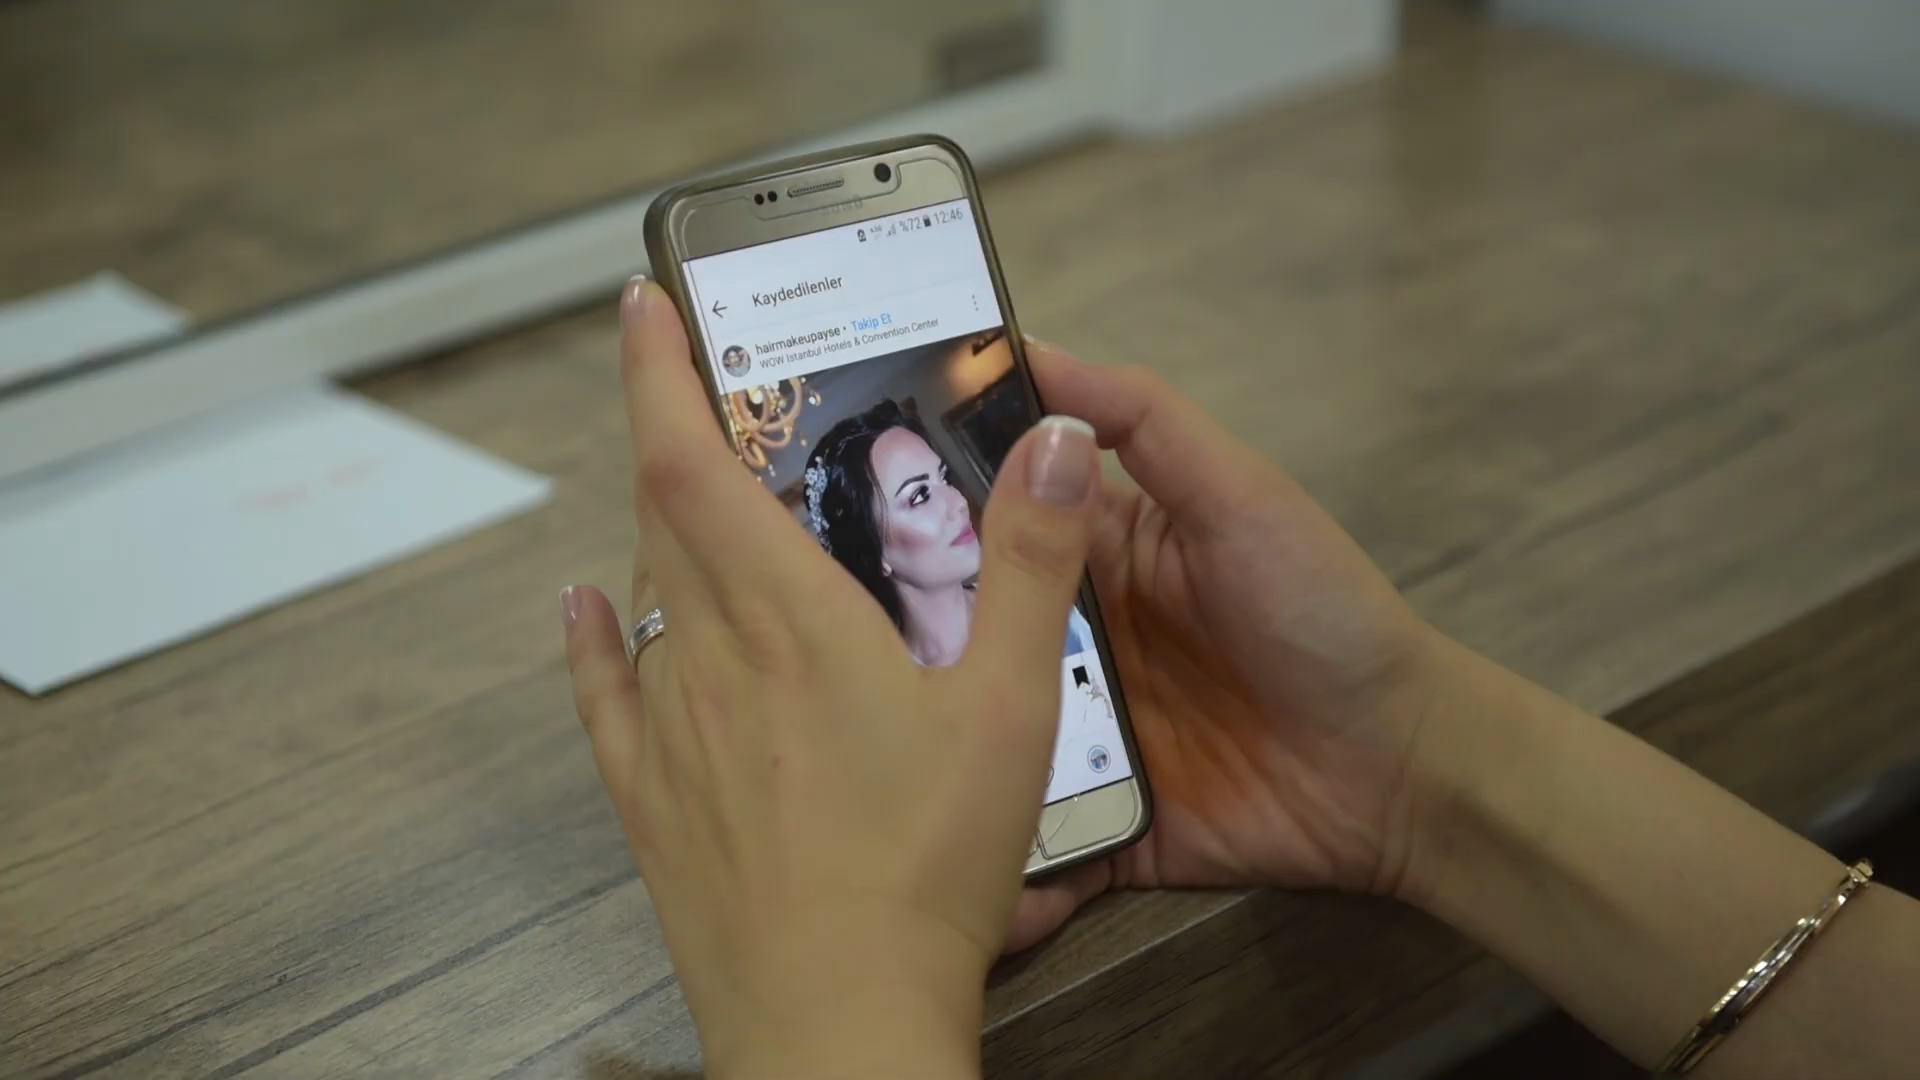 %72 12:46
Kaydedilenler
hairmakeupayse • Takip Et
WOW Istanbul Hotels & Convention Center